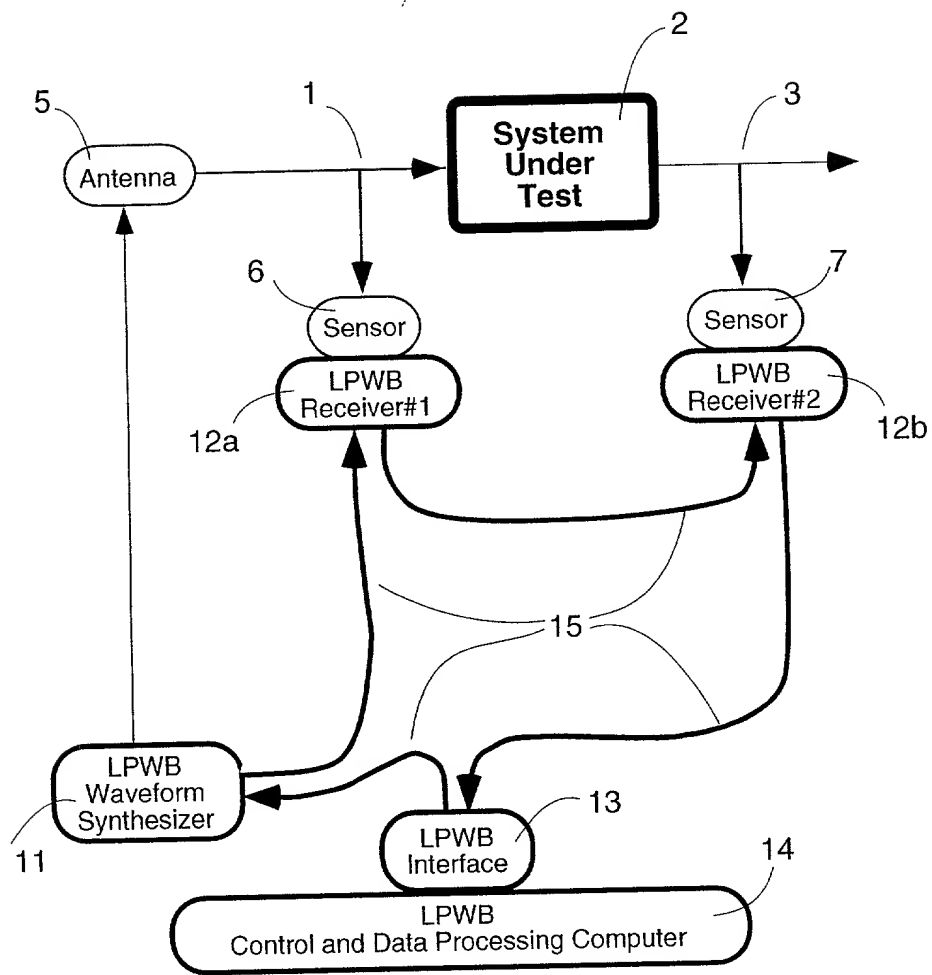 2
1
3
5
System
Under
Test
Antenna
6
7
Sensor
Sensor
LPWB
Receiver#1
LPWB
Receiver#2
12a
12b
15
LPWB
Waveform
Synthesizer
13
LPWB
Interface
11
14
LPWB
Control and Data Processing Computer